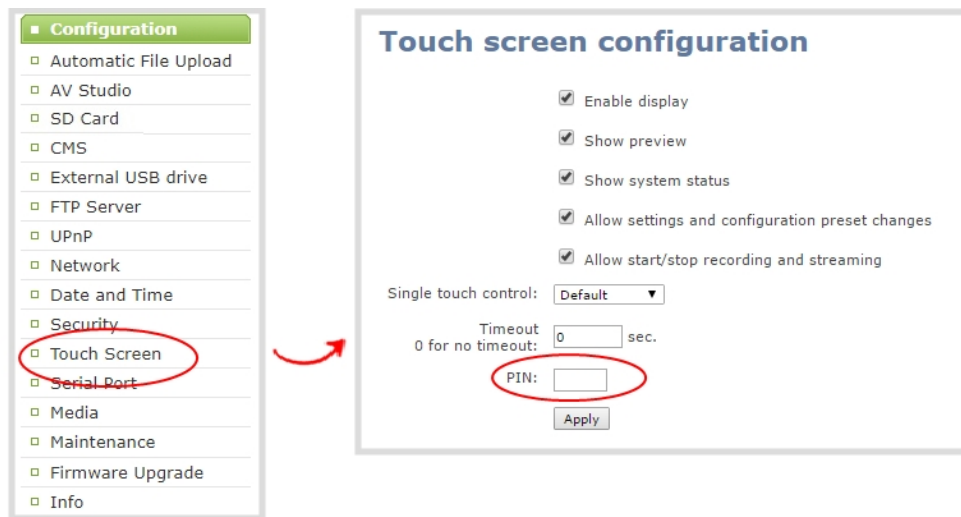 Configuration
Automatic File Upload
AV Studio
SD Card
CMS
External USB drive
FTP Server
UPnP
Network
Date and Time
Security
Touch Screen
Serial Port
Media
Maintenance
Firmware Upgrade
Info
Touch screen configuration
Enable display
Show preview
Show system status
Allow settings and configuration preset changes
Allow start/stop recording and streaming
Single touch control: Default
Timeout
0 for no timeout: 0 sec.
PIN:
Apply